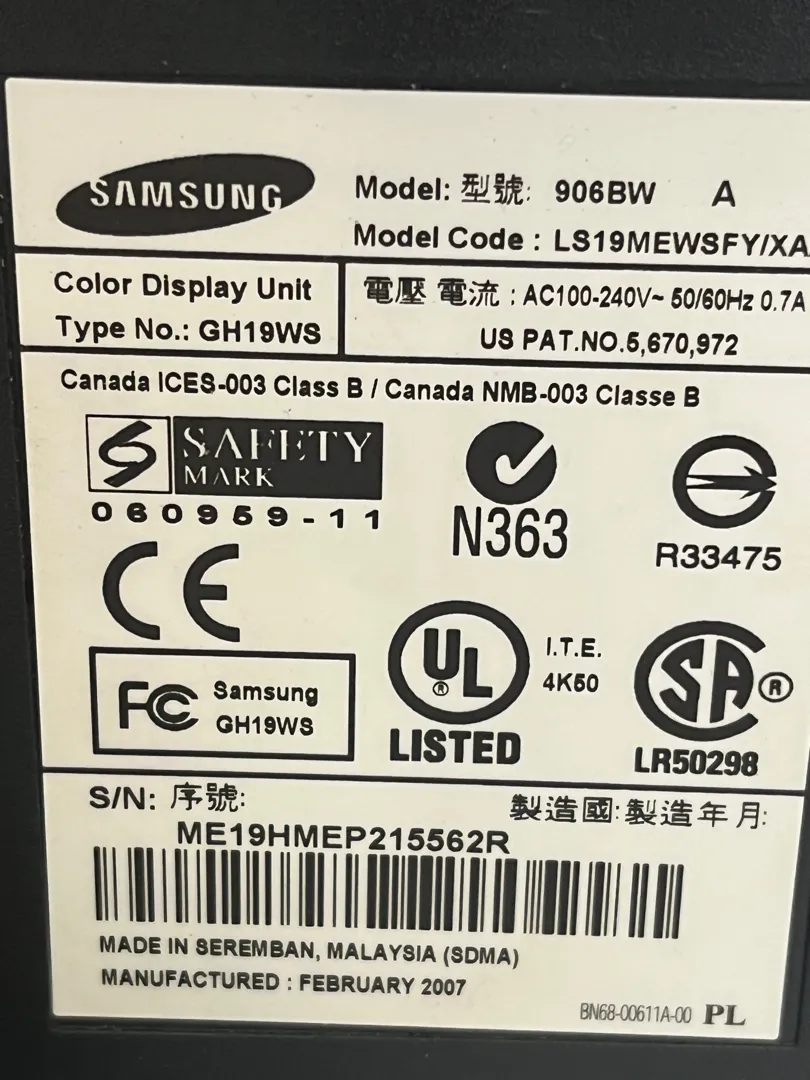 SAMSUNG
Model: 型號: 906BW A
Model Code : LS19MEWSFY/XA
Color Display Unit
Type No.: GH19WS
電壓 電流 : AC100-240V~ 50/60Hz 0.7A
US PAT.NO.5,670,972
Canada ICES-003 Class B / Canada NMB-003 Classe B
SAFETY
MARK
060959-11
N363
R33475
CE
FC Samsung
GH19WS
UL ®
LISTED
I.T.E.
4K60
SA ®
LR50298
S/N: 序號:
ME19HMEP215562R
製造國: 製造年月:
MADE IN SEREMBAN, MALAYSIA (SDMA)
MANUFACTURED : FEBRUARY 2007
BN68-00611A-00 PL